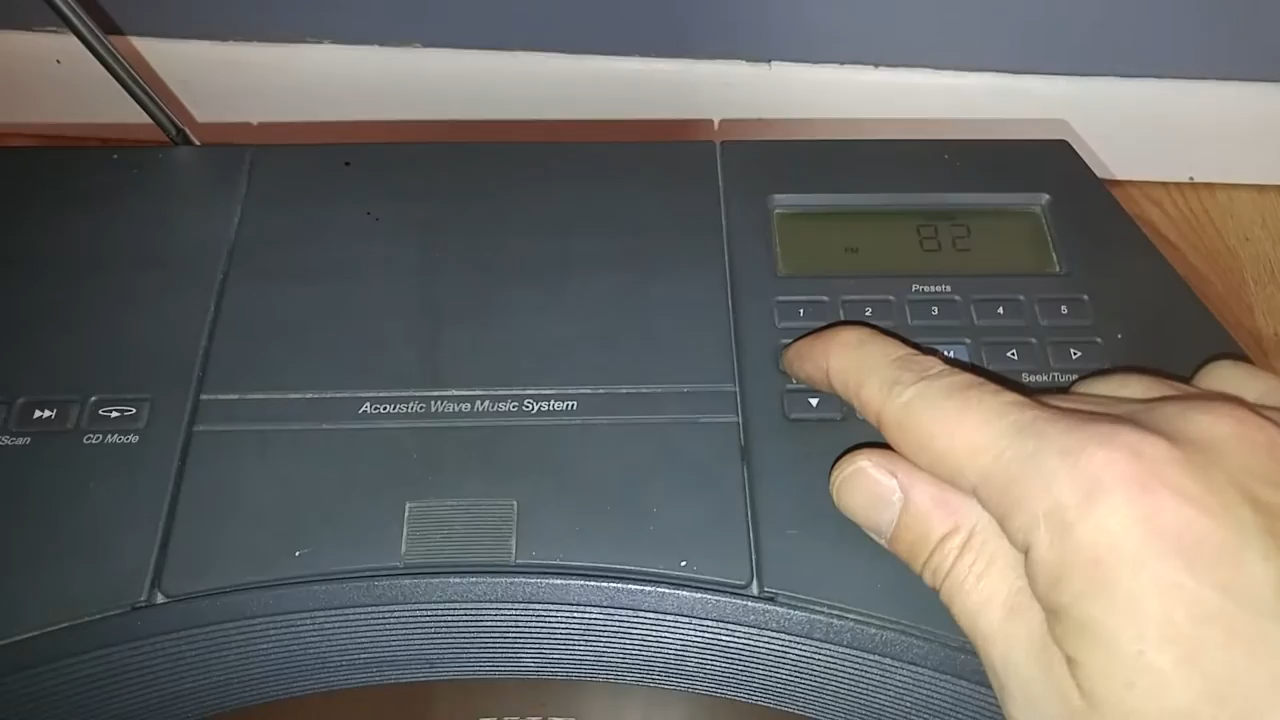 82
FM
Presets
1 2 3 4 5
Seek/Tune
Acoustic Wave Music System
/Scan
CD Mode